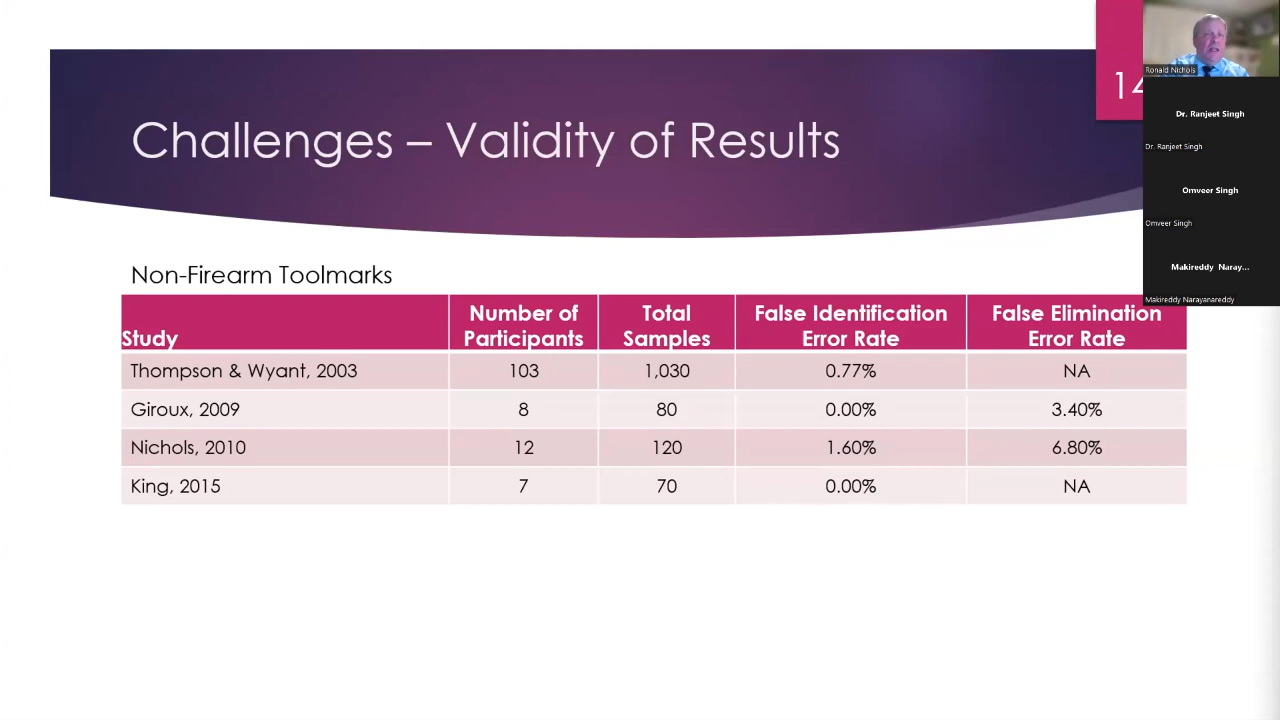 Challenges – Validity of Results
14
Ronald Nichols
Dr. Ranjeet Singh
Dr. Ranjeet Singh
Omveer Singh
Omveer Singh
Makireddy Naray...
Makireddy Narayanareddy
Non-Firearm Toolmarks
Study Number of Participants Total Samples False Identification Error Rate False Elimination Error Rate
Thompson & Wyant, 2003 103 1,030 0.77% NA
Giroux, 2009 8 80 0.00% 3.40%
Nichols, 2010 12 120 1.60% 6.80%
King, 2015 7 70 0.00% NA